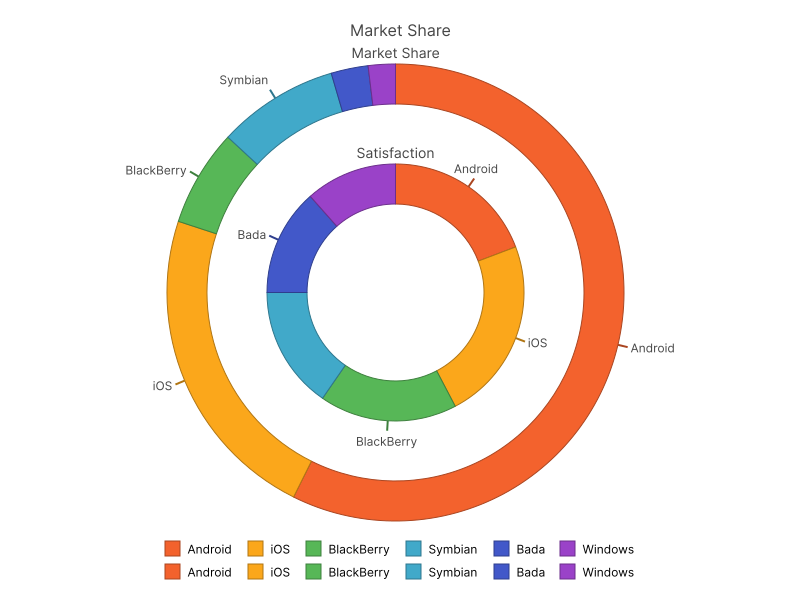 Market Share
Market Share
Symbian
BlackBerry
Satisfaction
Android
Bada
iOS
Android
iOS
BlackBerry
Android iOS BlackBerry Symbian Bada Windows
Android iOS BlackBerry Symbian Bada Windows